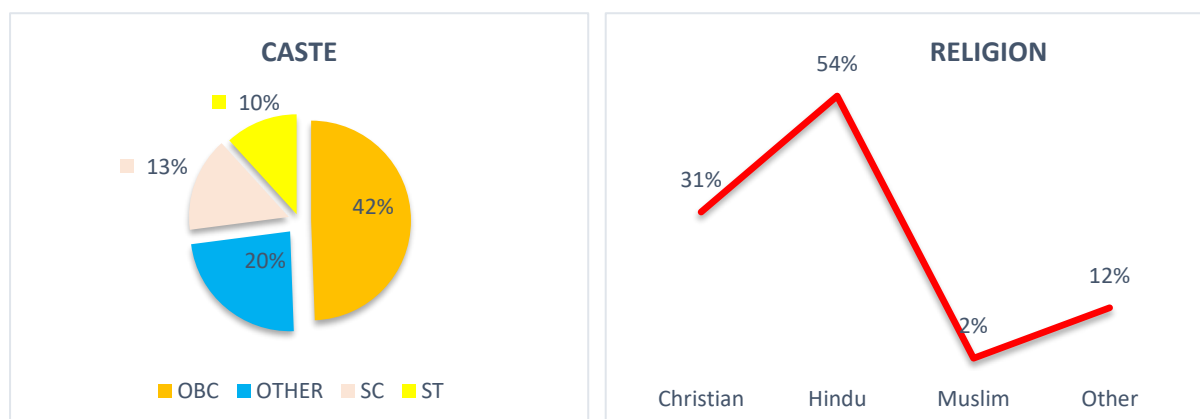 CASTE
10%
13%
42%
20%
OBC OTHER SC ST
RELIGION
54%
31%
12%
2%
Christian Hindu Muslim Other